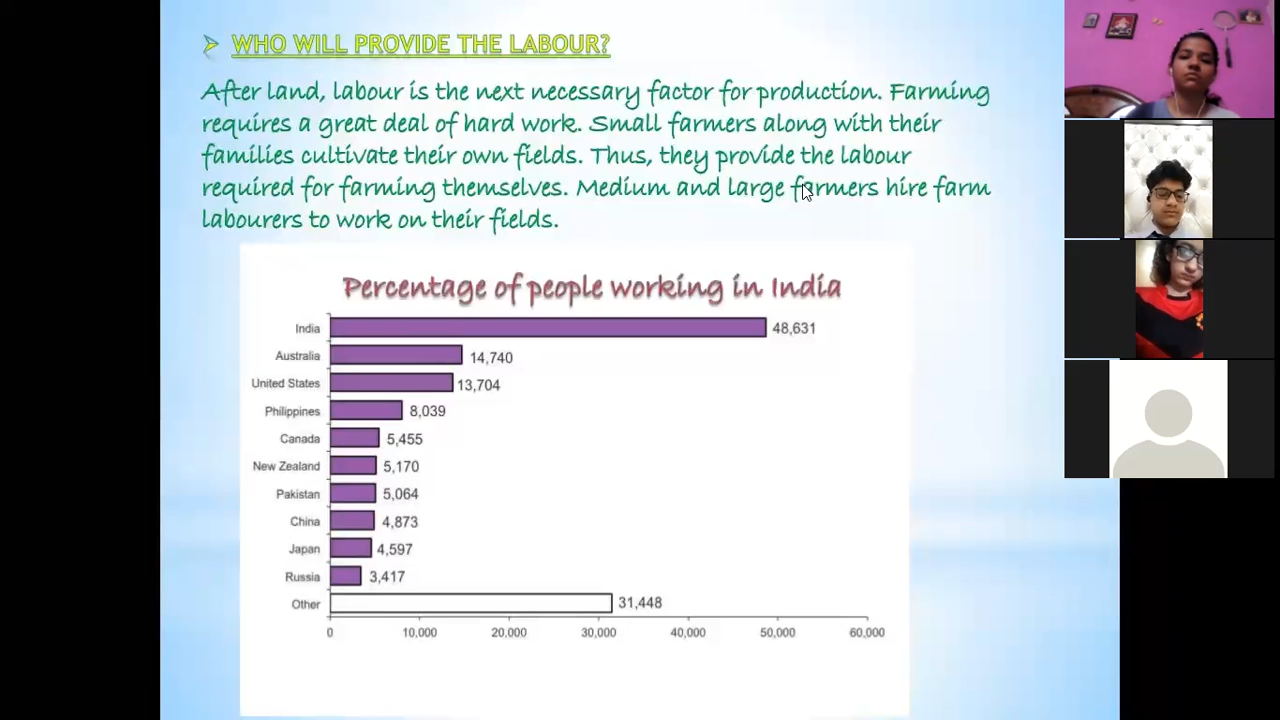 WHO WILL PROVIDE THE LABOUR?
After land, labour is the next necessary factor for production. Farming
requires a great deal of hard work. Small farmers along with their
families cultivate their own fields. Thus, they provide the labour
required for farming themselves. Medium and large farmers hire farm
labourers to work on their fields.
Percentage of people working in India
India 48,631
Australia 14,740
United States 13,704
Philippines 8,039
Canada 5,455
New Zealand 5,170
Pakistan 5,064
China 4,873
Japan 4,597
Russia 3,417
Other 31,448
0 10,000 20,000 30,000 40,000 50,000 60,000